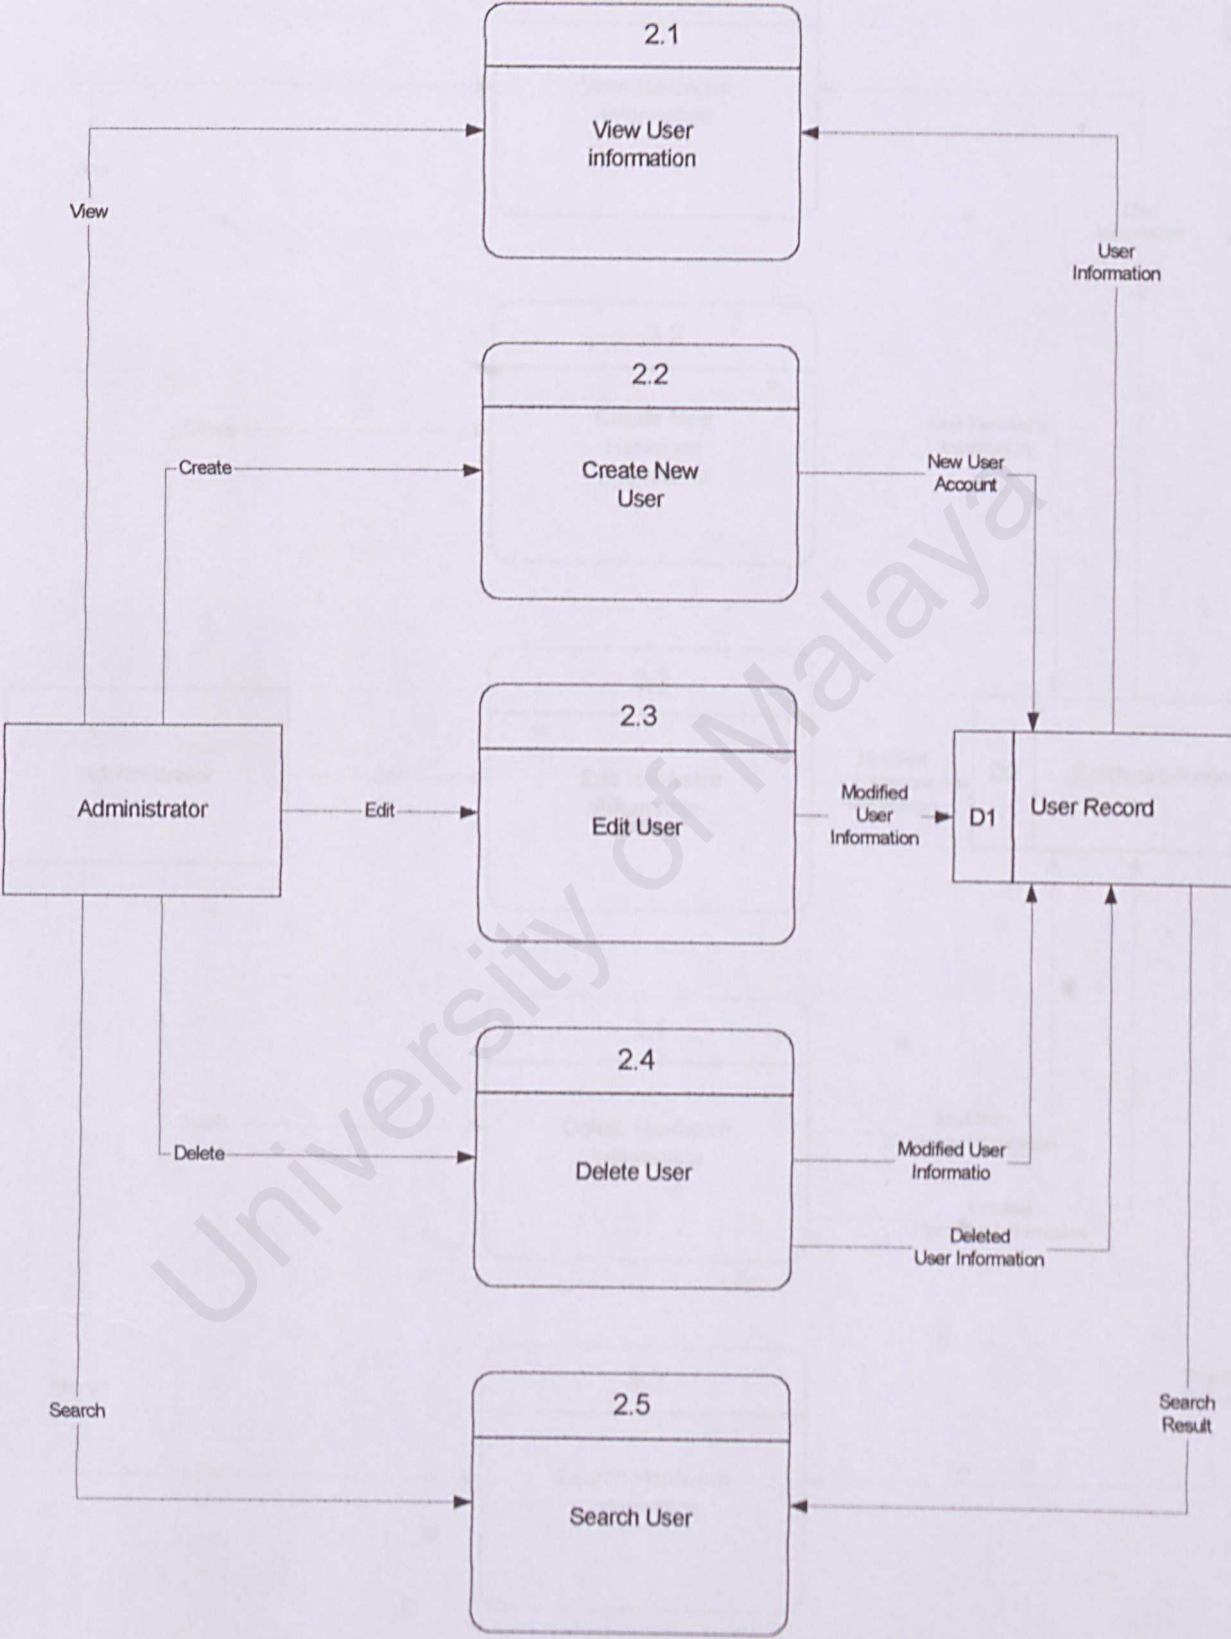 2.1
View User
information
View
User
Information
2.2
Create New
User
Create
New User
Account
2.3
Edit User
Administrator
Edit
Modified
User
Information
D1
User Record
2.4
Delete User
Delete
Modified User
Informatio
Deleted
User Information
2.5
Search User
Search
Search
Result
University of Malaya